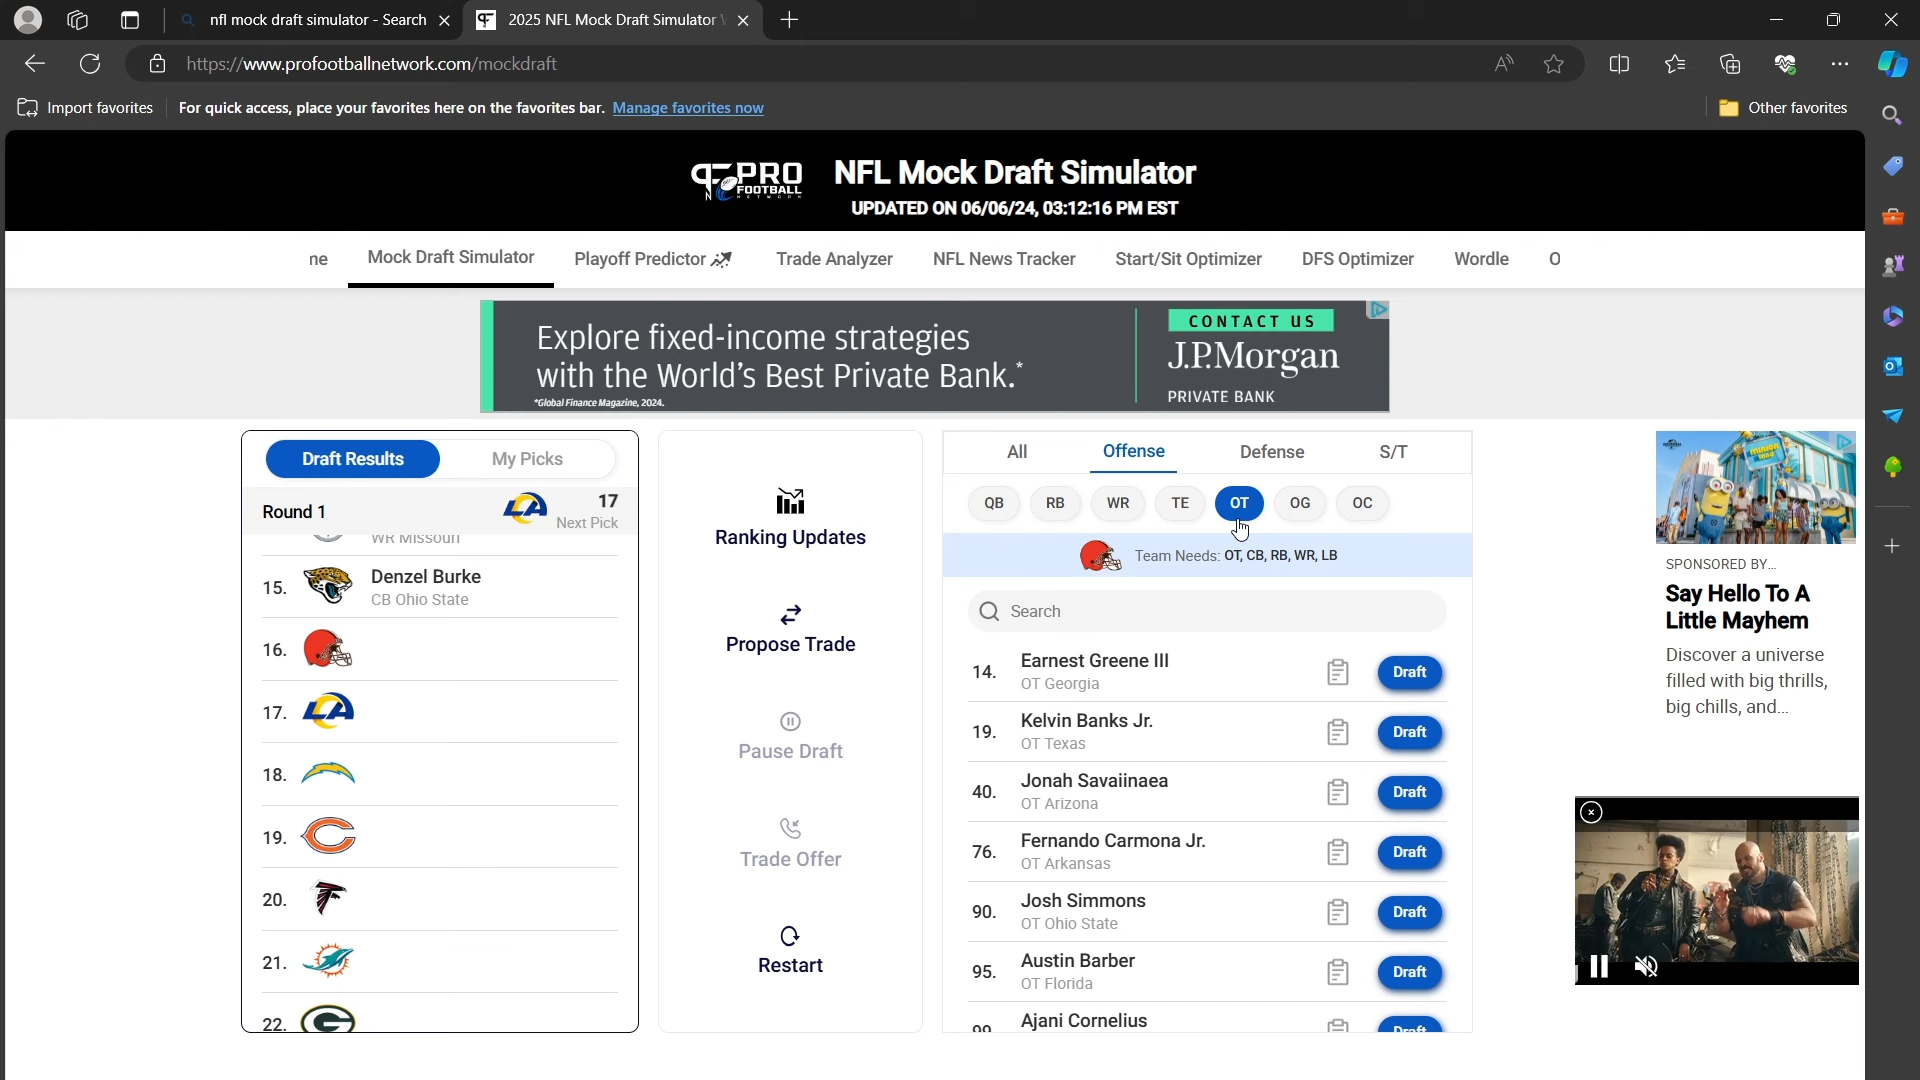 nfl mock draft simulator - Search
2025 NFL Mock Draft Simulator
https://www.profootballnetwork.com/mockdraft
Import favorites
For quick access, place your favorites here on the favorites bar. Manage favorites now
Other favorites
PRO
FOOTBALL
NETWORK
NFL Mock Draft Simulator
UPDATED ON 06/06/24, 03:12:16 PM EST
ne
Mock Draft Simulator
Playoff Predictor
Trade Analyzer
NFL News Tracker
Start/Sit Optimizer
DFS Optimizer
Wordle
O
Explore fixed-income strategies
with the World's Best Private Bank.*
*Global Finance Magazine, 2024.
CONTACT US
J.P.Morgan
PRIVATE BANK
Draft Results
My Picks
Round 1
17
Next Pick
WR Missouri
15.
Denzel Burke
CB Ohio State
16.
17.
18.
19.
20.
21.
22.
Ranking Updates
Propose Trade
Pause Draft
Trade Offer
Restart
All
Offense
Defense
S/T
QB
RB
WR
TE
OT
OG
OC
Team Needs: OT, CB, RB, WR, LB
Search
14.
Earnest Greene III
OT Georgia
Draft
19.
Kelvin Banks Jr.
OT Texas
Draft
40.
Jonah Savaiinaea
OT Arizona
Draft
76.
Fernando Carmona Jr.
OT Arkansas
Draft
90.
Josh Simmons
OT Ohio State
Draft
95.
Austin Barber
OT Florida
Draft
99.
Ajani Cornelius
Draft
SPONSORED BY...
Say Hello To A
Little Mayhem
Discover a universe
filled with big thrills,
big chills, and...